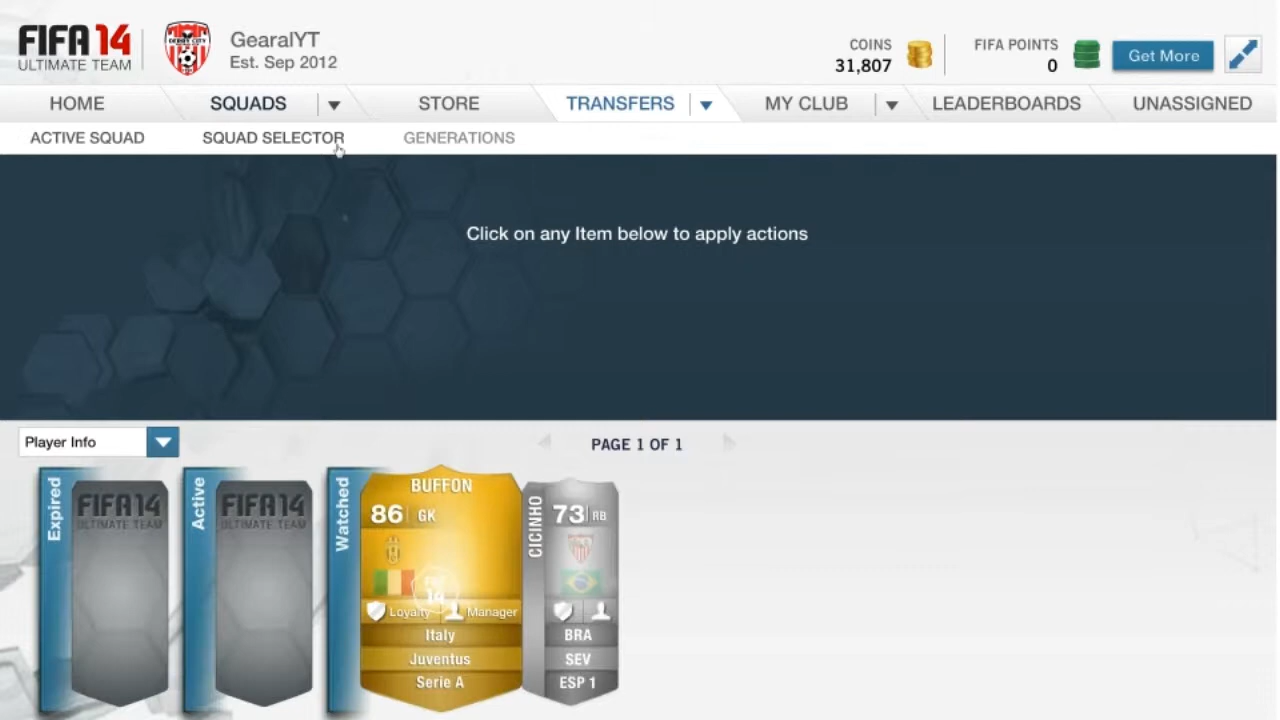 FIFA 14
ULTIMATE TEAM
GearalYT
Est. Sep 2012
COINS
31,807
FIFA POINTS
0
Get More
HOME
SQUADS
STORE
TRANSFERS
MY CLUB
LEADERBOARDS
UNASSIGNED
ACTIVE SQUAD
SQUAD SELECTOR
GENERATIONS
Click on any Item below to apply actions
Player Info
PAGE 1 OF 1
Expired
FIFA 14
ULTIMATE TEAM
Active
FIFA 14
ULTIMATE TEAM
Watched
BUFFON
86 GK
Loyalty
Manager
Italy
Juventus
Serie A
CICINHO
73 RB
BRA
SEV
ESP 1